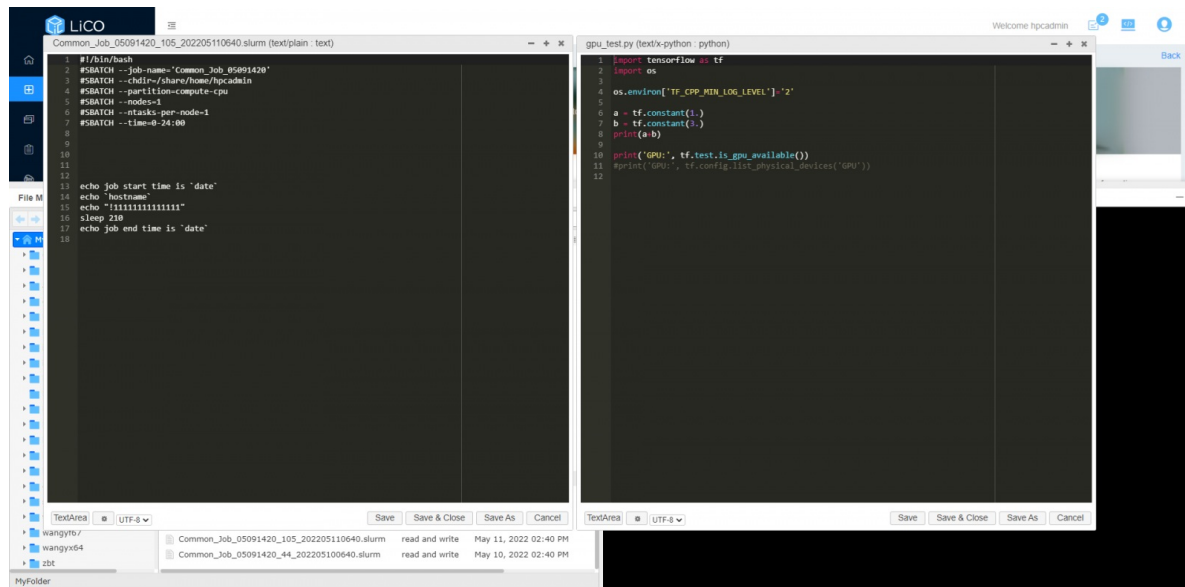 LiCO
Welcome hpcadmin
2
Back
Common_Job_05091420_105_202205110640.slurm (text/plain : text)
1 #!/bin/bash
2 #SBATCH --job-name='Common_Job_05091420'
3 #SBATCH --chdir=/share/home/hpcadmin
4 #SBATCH --partition=compute-cpu
5 #SBATCH --nodes=1
6 #SBATCH --ntasks-per-node=1
7 #SBATCH --time=0-24:00
8
9
10
11
12
13 echo job start time is `date`
14 echo `hostname`
15 echo "!11111111111111"
16 sleep 210
17 echo job end time is `date`
18
TextArea UTF-8 Save Save & Close Save As Cancel
gpu_test.py (text/x-python : python)
1 import tensorflow as tf
2 import os
3
4 os.environ['TF_CPP_MIN_LOG_LEVEL']='2'
5
6 a = tf.constant(1.)
7 b = tf.constant(3.)
8 print(a+b)
9
10 print('GPU:', tf.test.is_gpu_available())
11 #print('GPU:', tf.config.list_physical_devices('GPU'))
12
TextArea UTF-8 Save Save & Close Save As Cancel
File M
wangyf67
wangyx64
zbt
Common_Job_05091420_105_202205110640.slurm read and write May 11, 2022 02:40 PM
Common_Job_05091420_44_202205100640.slurm read and write May 10, 2022 02:40 PM
MyFolder